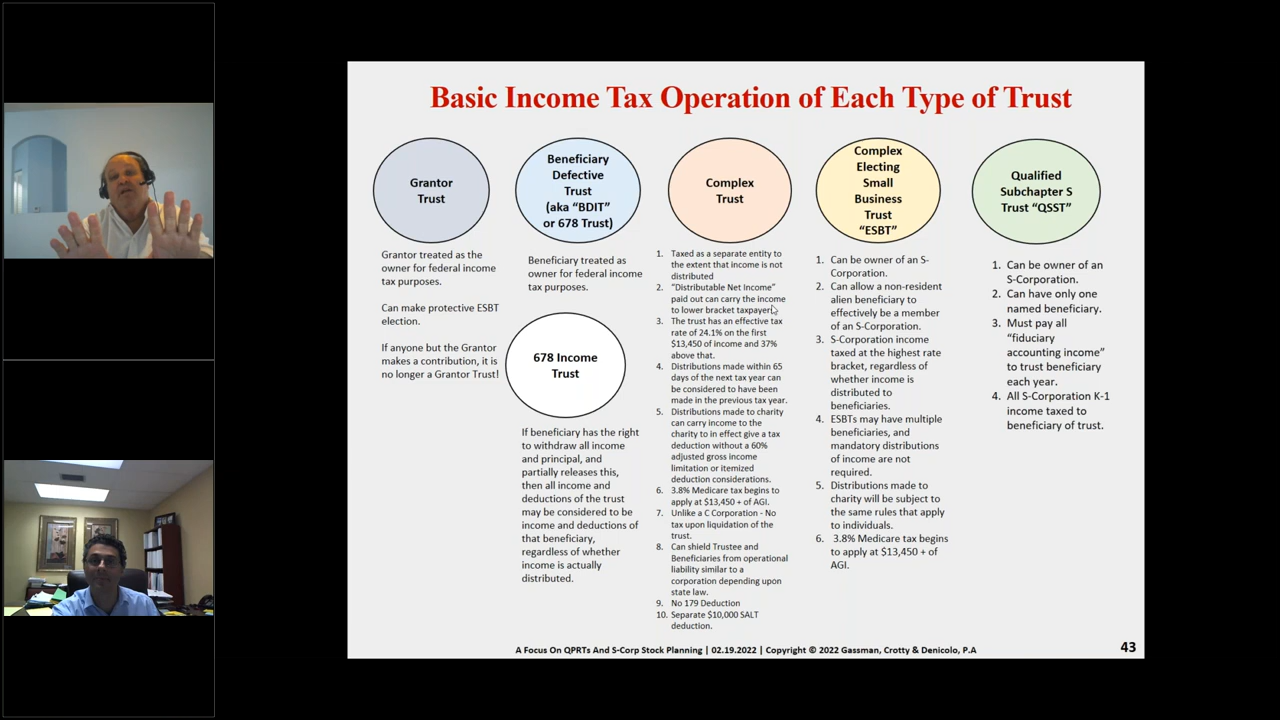 Basic Income Tax Operation of Each Type of Trust
Grantor
Trust
Grantor treated as the
owner for federal income
tax purposes.
Can make protective ESBT
election.
If anyone but the Grantor
makes a contribution, it is
no longer a Grantor Trust!
Beneficiary
Defective
Trust
(aka “BDIT”
or 678 Trust)
Beneficiary treated as
owner for federal income
tax purposes.
678 Income
Trust
If beneficiary has the right
to withdraw all income
and principal, and
partially releases this,
then all income and
deductions of the trust
may be considered to be
income and deductions of
that beneficiary,
regardless of whether
income is actually
distributed.
Complex
Trust
1. Taxed as a separate entity to
the extent that income is not
distributed
2. “Distributable Net Income”
paid out can carry the income
to lower bracket taxpayer.
3. The trust has an effective tax
rate of 24.1% on the first
$13,450 of income and 37%
above that.
4. Distributions made within 65
days of the next tax year can
be considered to have been
made in the previous tax year.
5. Distributions made to charity
can carry income to the
charity to in effect give a tax
deduction without a 60%
adjusted gross income
limitation or itemized
deduction considerations.
6. 3.8% Medicare tax begins to
apply at $13,450 + of AGI.
7. Unlike a C Corporation - No
tax upon liquidation of the
trust.
8. Can shield Trustee and
Beneficiaries from operational
liability similar to a
corporation depending upon
state law.
9. No 179 Deduction
10. Separate $10,000 SALT
deduction.
Complex
Electing
Small
Business
Trust
“ESBT”
1. Can be owner of an S-
Corporation.
2. Can allow a non-resident
alien beneficiary to
effectively be a member
of an S-Corporation.
3. S-Corporation income
taxed at the highest rate
bracket, regardless of
whether income is
distributed to
beneficiaries.
4. ESBTs may have multiple
beneficiaries, and
mandatory distributions
of income are not
required.
5. Distributions made to
charity will be subject to
the same rules that apply
to individuals.
6. 3.8% Medicare tax begins
to apply at $13,450 + of
AGI.
Qualified
Subchapter S
Trust “QSST”
1. Can be owner of an
S-Corporation.
2. Can have only one
named beneficiary.
3. Must pay all
“fiduciary
accounting income”
to trust beneficiary
each year.
4. All S-Corporation K-1
income taxed to
beneficiary of trust.
A Focus On QPRTs And S-Corp Stock Planning | 02.19.2022 | Copyright © 2022 Gassman, Crotty & Denicolo, P.A
43